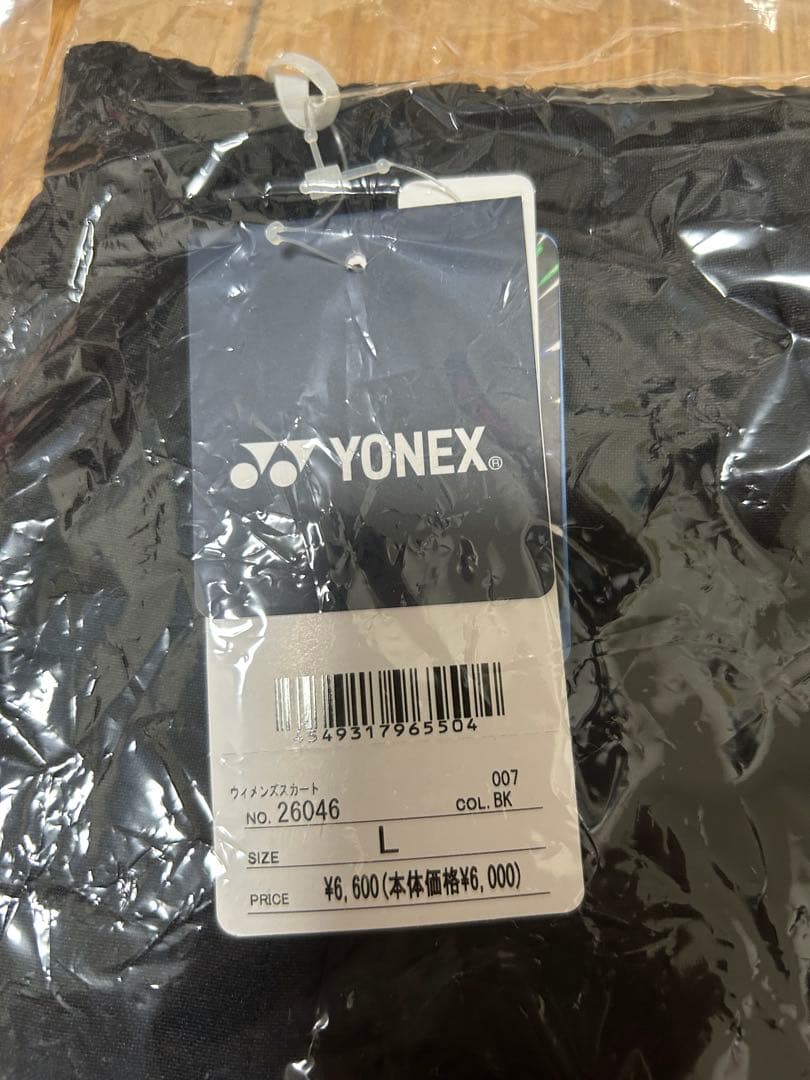 YONEX®
4549317965504
ウィメンズスカート 007
NO. 26046 COL. BK
SIZE L
PRICE ¥6,600(本体価格¥6,000)